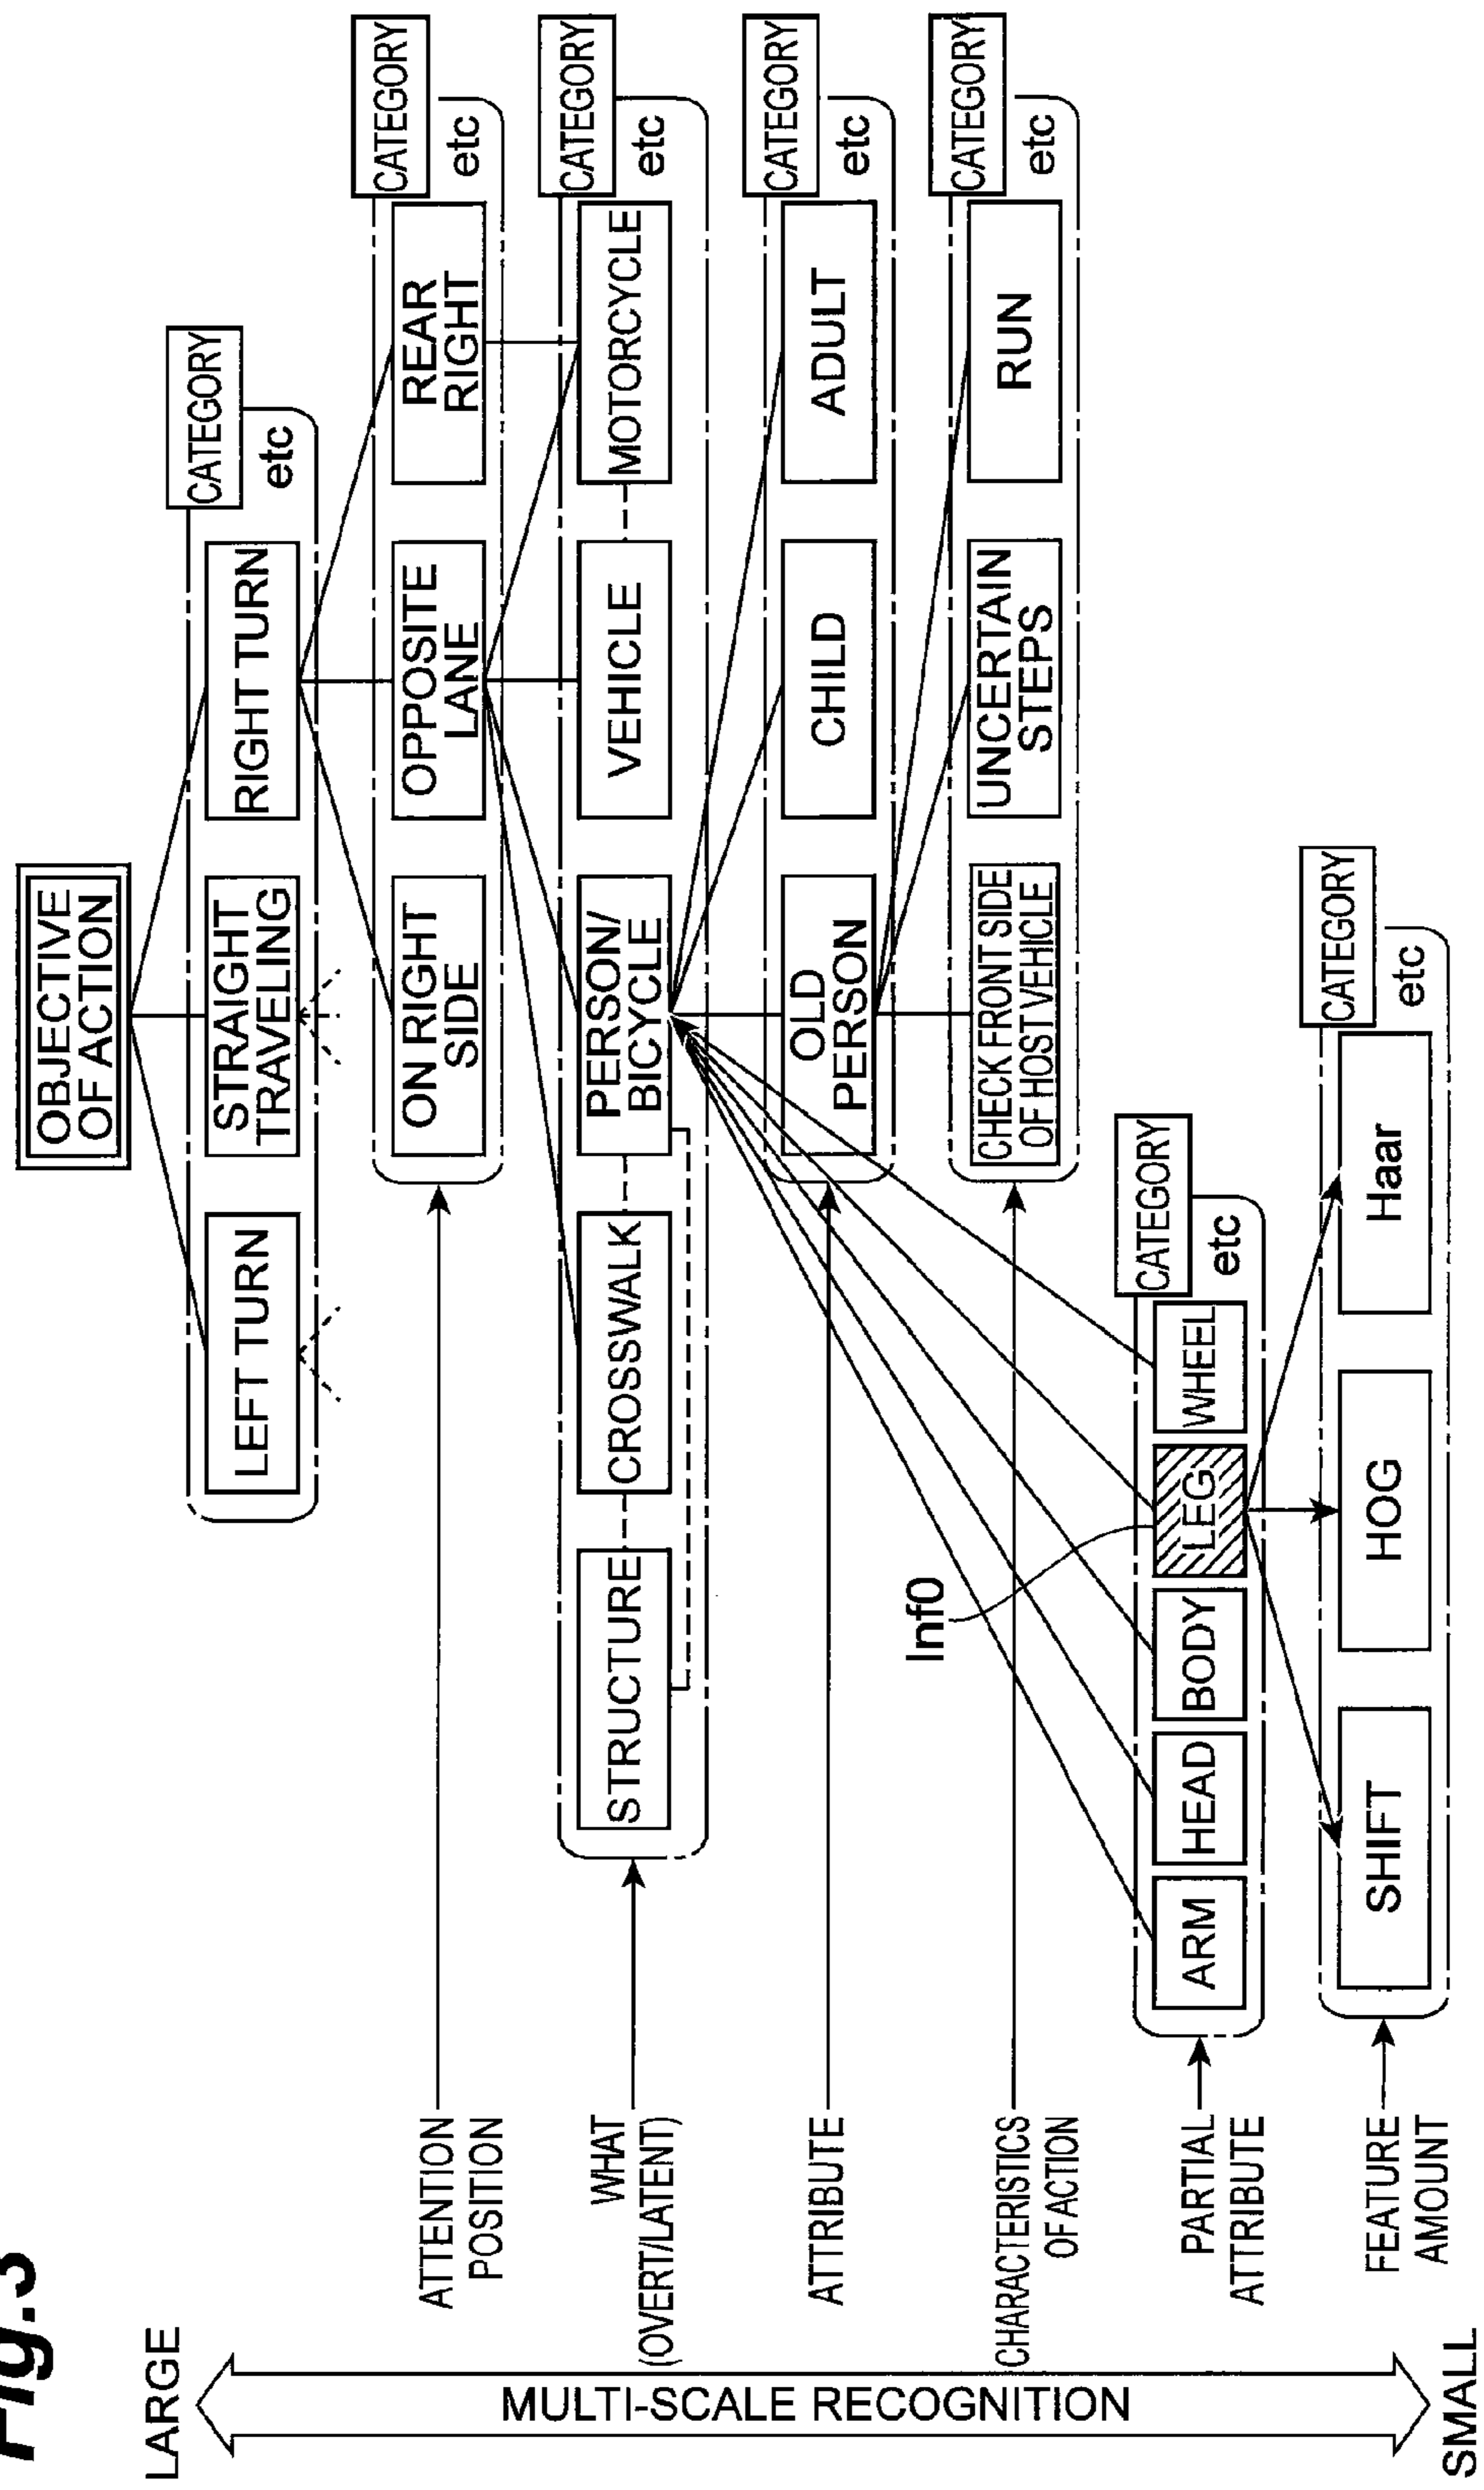 Fig.3
LARGE
MULTI-SCALE RECOGNITION
SMALL
OBJECTIVE
OF ACTION
CATEGORY
LEFT TURN
STRAIGHT
TRAVELING
RIGHT TURN
etc
ATTENTION
POSITION
CATEGORY
ON RIGHT
SIDE
OPPOSITE
LANE
REAR
RIGHT
etc
WHAT
(OVERT/LATENT)
CATEGORY
STRUCTURE
CROSSWALK
PERSON/
BICYCLE
VEHICLE
MOTORCYCLE
etc
ATTRIBUTE
CATEGORY
OLD
PERSON
CHILD
ADULT
etc
CHARACTERISTICS
OF ACTION
CATEGORY
CHECK FRONT SIDE
OF HOST VEHICLE
UNCERTAIN
STEPS
RUN
etc
Inf0
PARTIAL
ATTRIBUTE
CATEGORY
ARM
HEAD
BODY
LEG
WHEEL
etc
FEATURE
AMOUNT
CATEGORY
SHIFT
HOG
Haar
etc